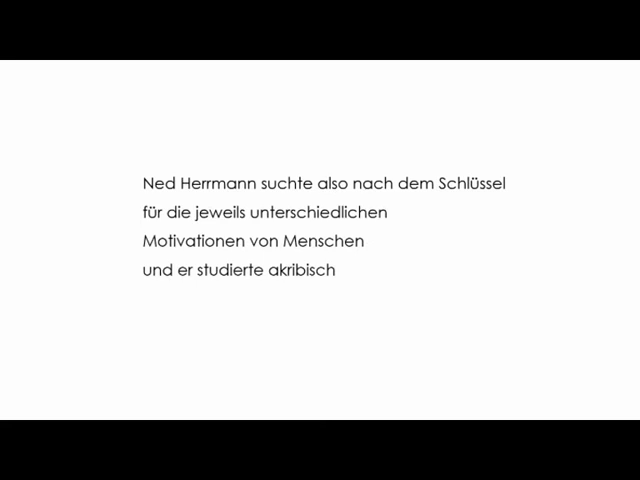 Ned Herrmann suchte also nach dem Schlüssel
für die jeweils unterschiedlichen
Motivationen von Menschen
und er studierte akribisch